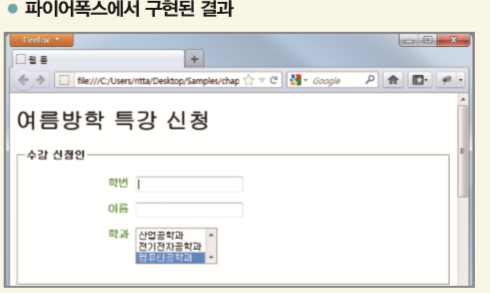 파이어폭스에서 구현된 결과
Firefox
웹 폼
file:///C:/Users/ritta/Desktop/Samples/chap
Google
여름방학 특강 신청
수강 신청인
학번
이름
학과
산업공학과
전기전자공학과
컴퓨터공학과